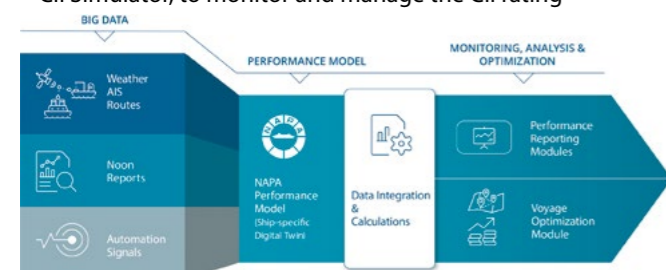 CII Simulator, to monitor and manage the CII rating
BIG DATA
PERFORMANCE MODEL
MONITORING, ANALYSIS &
OPTIMIZATION
Weather
AIS
Routes
Noon
Reports
Automation
Signals
NAPA
NAPA
Performance
Model
(Ship-specific
Digital Twin)
Data Integration
&
Calculations
Performance
Reporting
Modules
Voyage
Optimization
Module